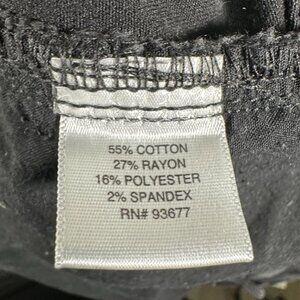 55% COTTON
27% RAYON
16% POLYESTER
2% SPANDEX
RN# 93677